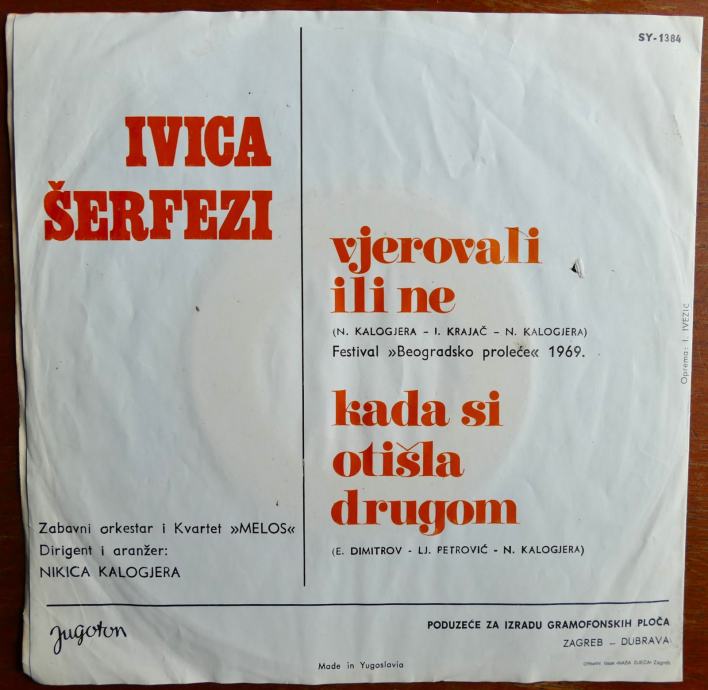 SY-1384
IVICA
ŠERFEZI
vjerovali
ili ne
(N. KALOGJERA – I. KRAJAČ – N. KALOGJERA)
Festival »Beogradsko proleće« 1969.
kada si
otišla
drugom
(E. DIMITROV - LJ. PETROVIĆ - N. KALOGJERA)
Zabavni orkestar i Kvartet »MELOS«
Dirigent i aranžer:
NIKICA KALOGJERA
Oprema: I. IVEZIĆ
jugoton
PODUZEĆE ZA IZRADU GRAMOFONSKIH PLOČA
ZAGREB – DUBRAVA
Made in Yugoslavia
Zagreb